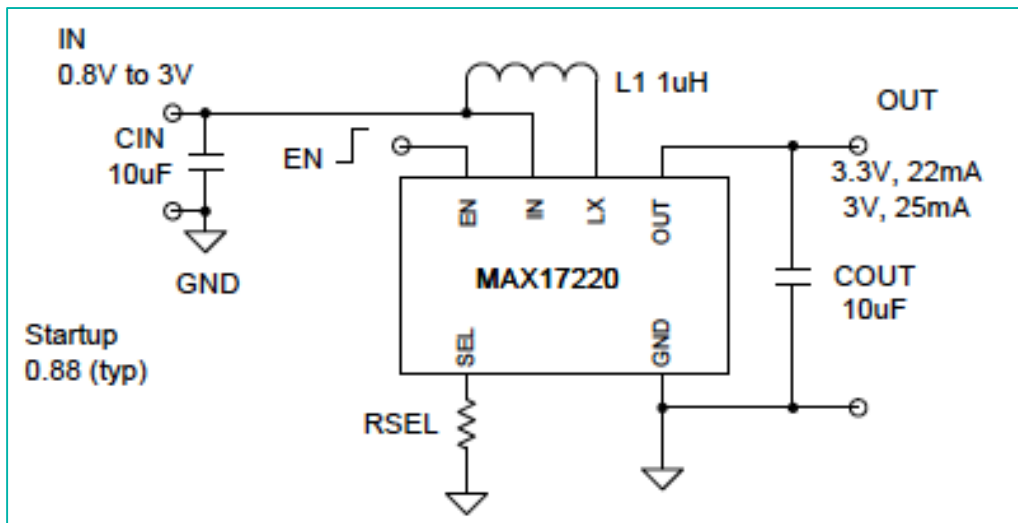 IN
0.8V to 3V
L1 1uH
OUT
CIN
10uF
EN
3.3V, 22mA
3V, 25mA
EN
IN
LX
OUT
MAX17220
GND
COUT
10uF
Startup
0.88 (typ)
SEL
GND
RSEL